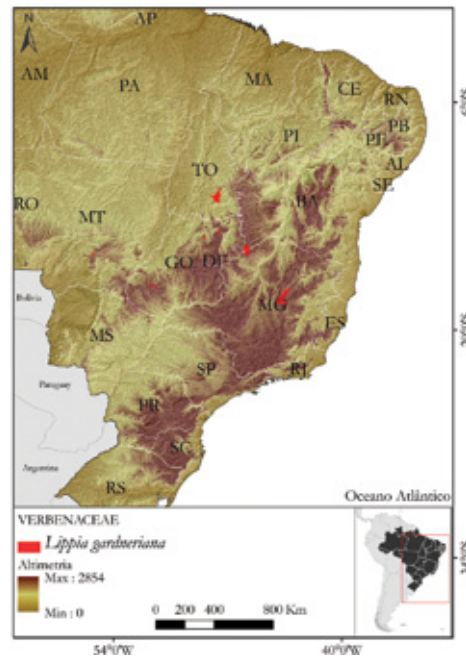 N
AP
AM
PA
MA
CE
RN
PB
PI
PE
AL
SE
TO
BA
RO
MT
GO
DF
MG
ES
MS
SP
RJ
PR
SC
RS
Bolivia
Paraguay
Argentina
Oceano Atlântico
VERBENACEAE
Lippia gardneriana
Altimetria
Max : 2854
Min : 0
0 200 400 800 Km
54°0'0"W
40°0'0"W